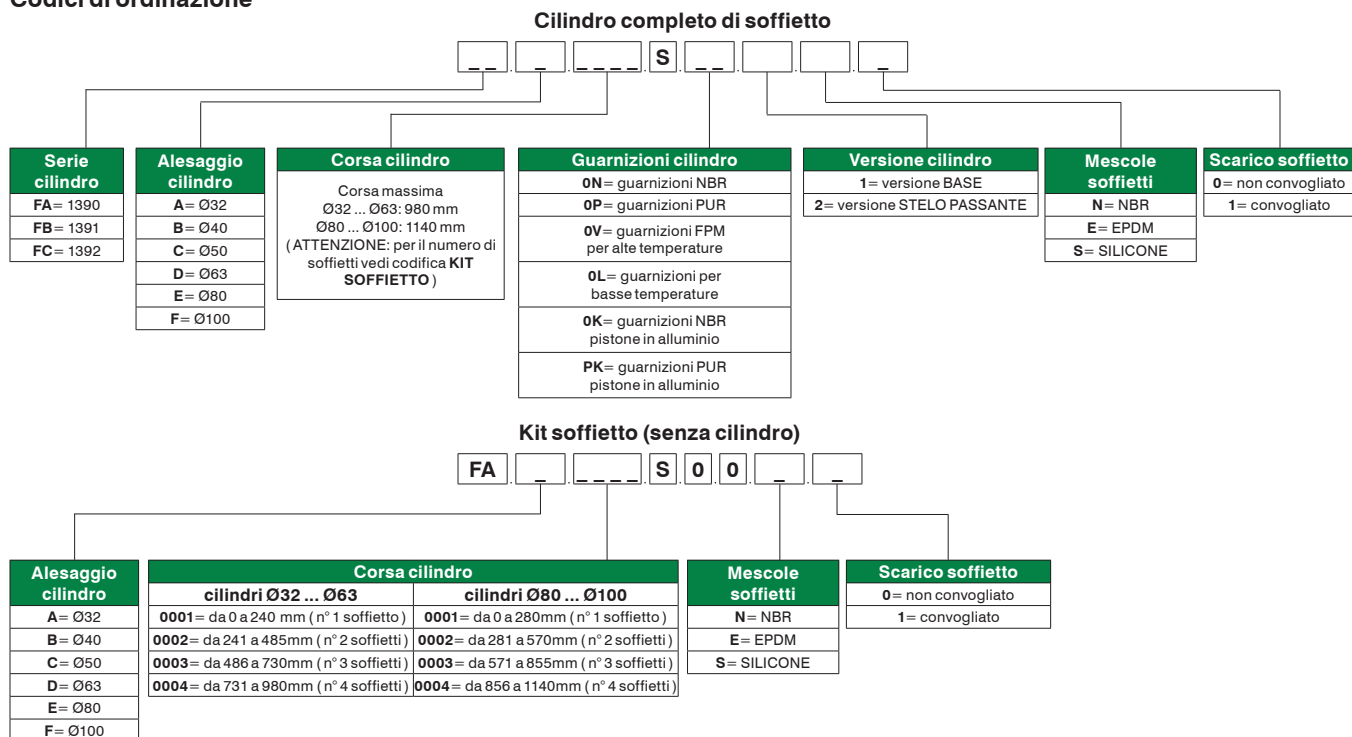 Codici di ordinazione
Cilindro completo di soffietto
_ _ . _ . _ _ _ _ S . _ _ . . . _
Serie
cilindro
FA= 1390
FB= 1391
FC= 1392
Alesaggio
cilindro
A= Ø32
B= Ø40
C= Ø50
D= Ø63
E= Ø80
F= Ø100
Corsa cilindro
Corsa massima
Ø32 ... Ø63: 980 mm
Ø80 ... Ø100: 1140 mm
( ATTENZIONE: per il numero di
soffietti vedi codifica KIT
SOFFIETTO )
Guarnizioni cilindro
0N= guarnizioni NBR
0P= guarnizioni PUR
0V= guarnizioni FPM
per alte temperature
0L= guarnizioni per
basse temperature
0K= guarnizioni NBR
pistone in alluminio
PK= guarnizioni PUR
pistone in alluminio
Versione cilindro
1= versione BASE
2= versione STELO PASSANTE
Mescole
soffietti
N= NBR
E= EPDM
S= SILICONE
Scarico soffietto
0= non convogliato
1= convogliato
Kit soffietto (senza cilindro)
FA . _ . _ _ _ _ S . 0 0 . _ . _
Alesaggio
cilindro
A= Ø32
B= Ø40
C= Ø50
D= Ø63
E= Ø80
F= Ø100
Corsa cilindro
cilindri Ø32 ... Ø63 cilindri Ø80 ... Ø100
0001= da 0 a 240 mm ( n° 1 soffietto ) 0001= da 0 a 280mm ( n° 1 soffietto )
0002= da 241 a 485mm ( n° 2 soffietti ) 0002= da 281 a 570mm ( n° 2 soffietti )
0003= da 486 a 730mm ( n° 3 soffietti ) 0003= da 571 a 855mm ( n° 3 soffietti )
0004= da 731 a 980mm ( n° 4 soffietti ) 0004= da 856 a 1140mm ( n° 4 soffietti )
Mescole
soffietti
N= NBR
E= EPDM
S= SILICONE
Scarico soffietto
0= non convogliato
1= convogliato